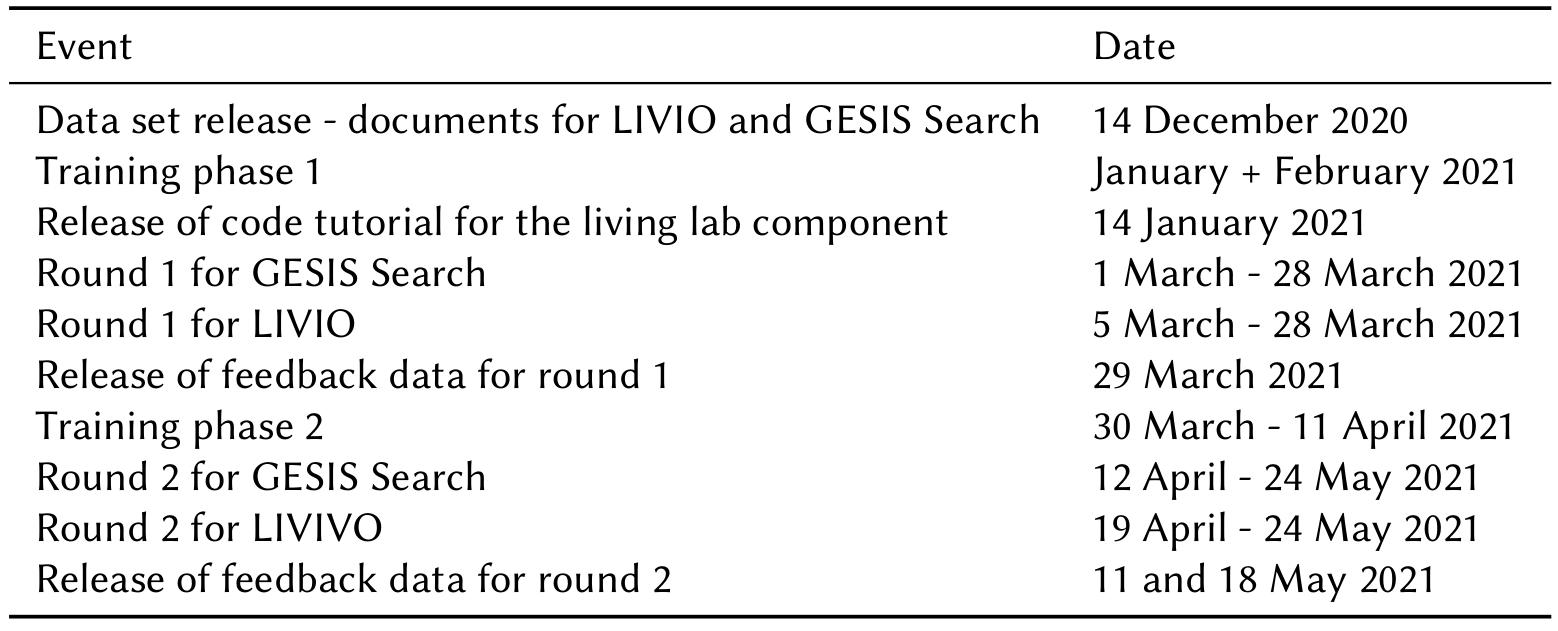 Event Date
Data set release - documents for LIVIO and GESIS Search 14 December 2020
Training phase 1 January + February 2021
Release of code tutorial for the living lab component 14 January 2021
Round 1 for GESIS Search 1 March - 28 March 2021
Round 1 for LIVIO 5 March - 28 March 2021
Release of feedback data for round 1 29 March 2021
Training phase 2 30 March - 11 April 2021
Round 2 for GESIS Search 12 April - 24 May 2021
Round 2 for LIVIVO 19 April - 24 May 2021
Release of feedback data for round 2 11 and 18 May 2021